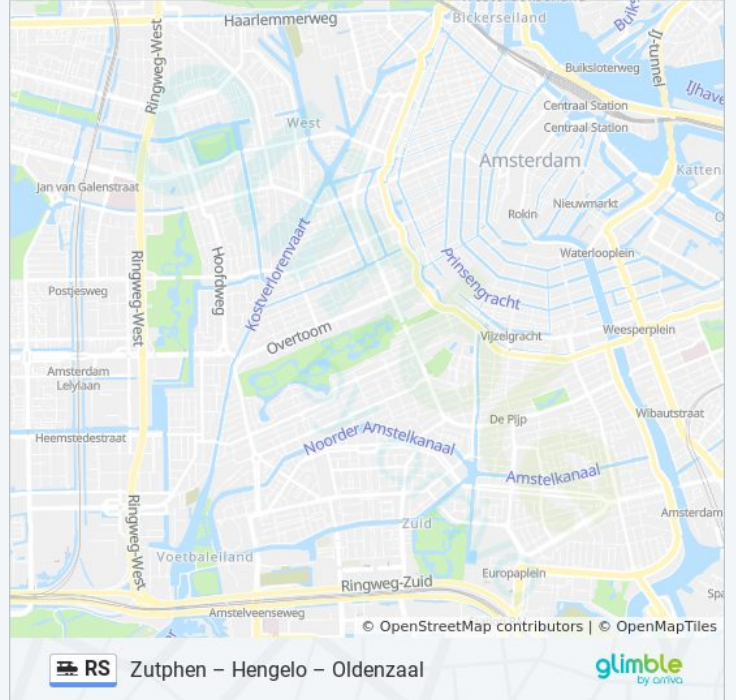 Haarlemmerweg
Bickerseiland
Buiks
IJ-tunnel
Ringweg-West
Buiksloterweg
IJhave
Centraal Station
Centraal Station
West
Amsterdam
Katten
Jan van Galenstraat
Nieuwmarkt
Rokin
O
Kostverlorenvaart
Hoofdweg
Ringweg-West
Waterlooplein
Prinsengracht
Postjesweg
Overtoom
Vijzelgracht
Weesperplein
Amsterdam
Lelylaan
De Pijp
Wibautstraat
Heemstedestraat
Noorder Amstelkanaal
Amstelkanaal
Ringweg-West
Zuid
Amsterdam
Voetbaleiland
Europaplein
Ringweg-Zuid
Spa
Amstelveenseweg
er
© OpenStreetMap contributors | © OpenMapTiles
RS Zutphen – Hengelo – Oldenzaal
glimble
by arriva